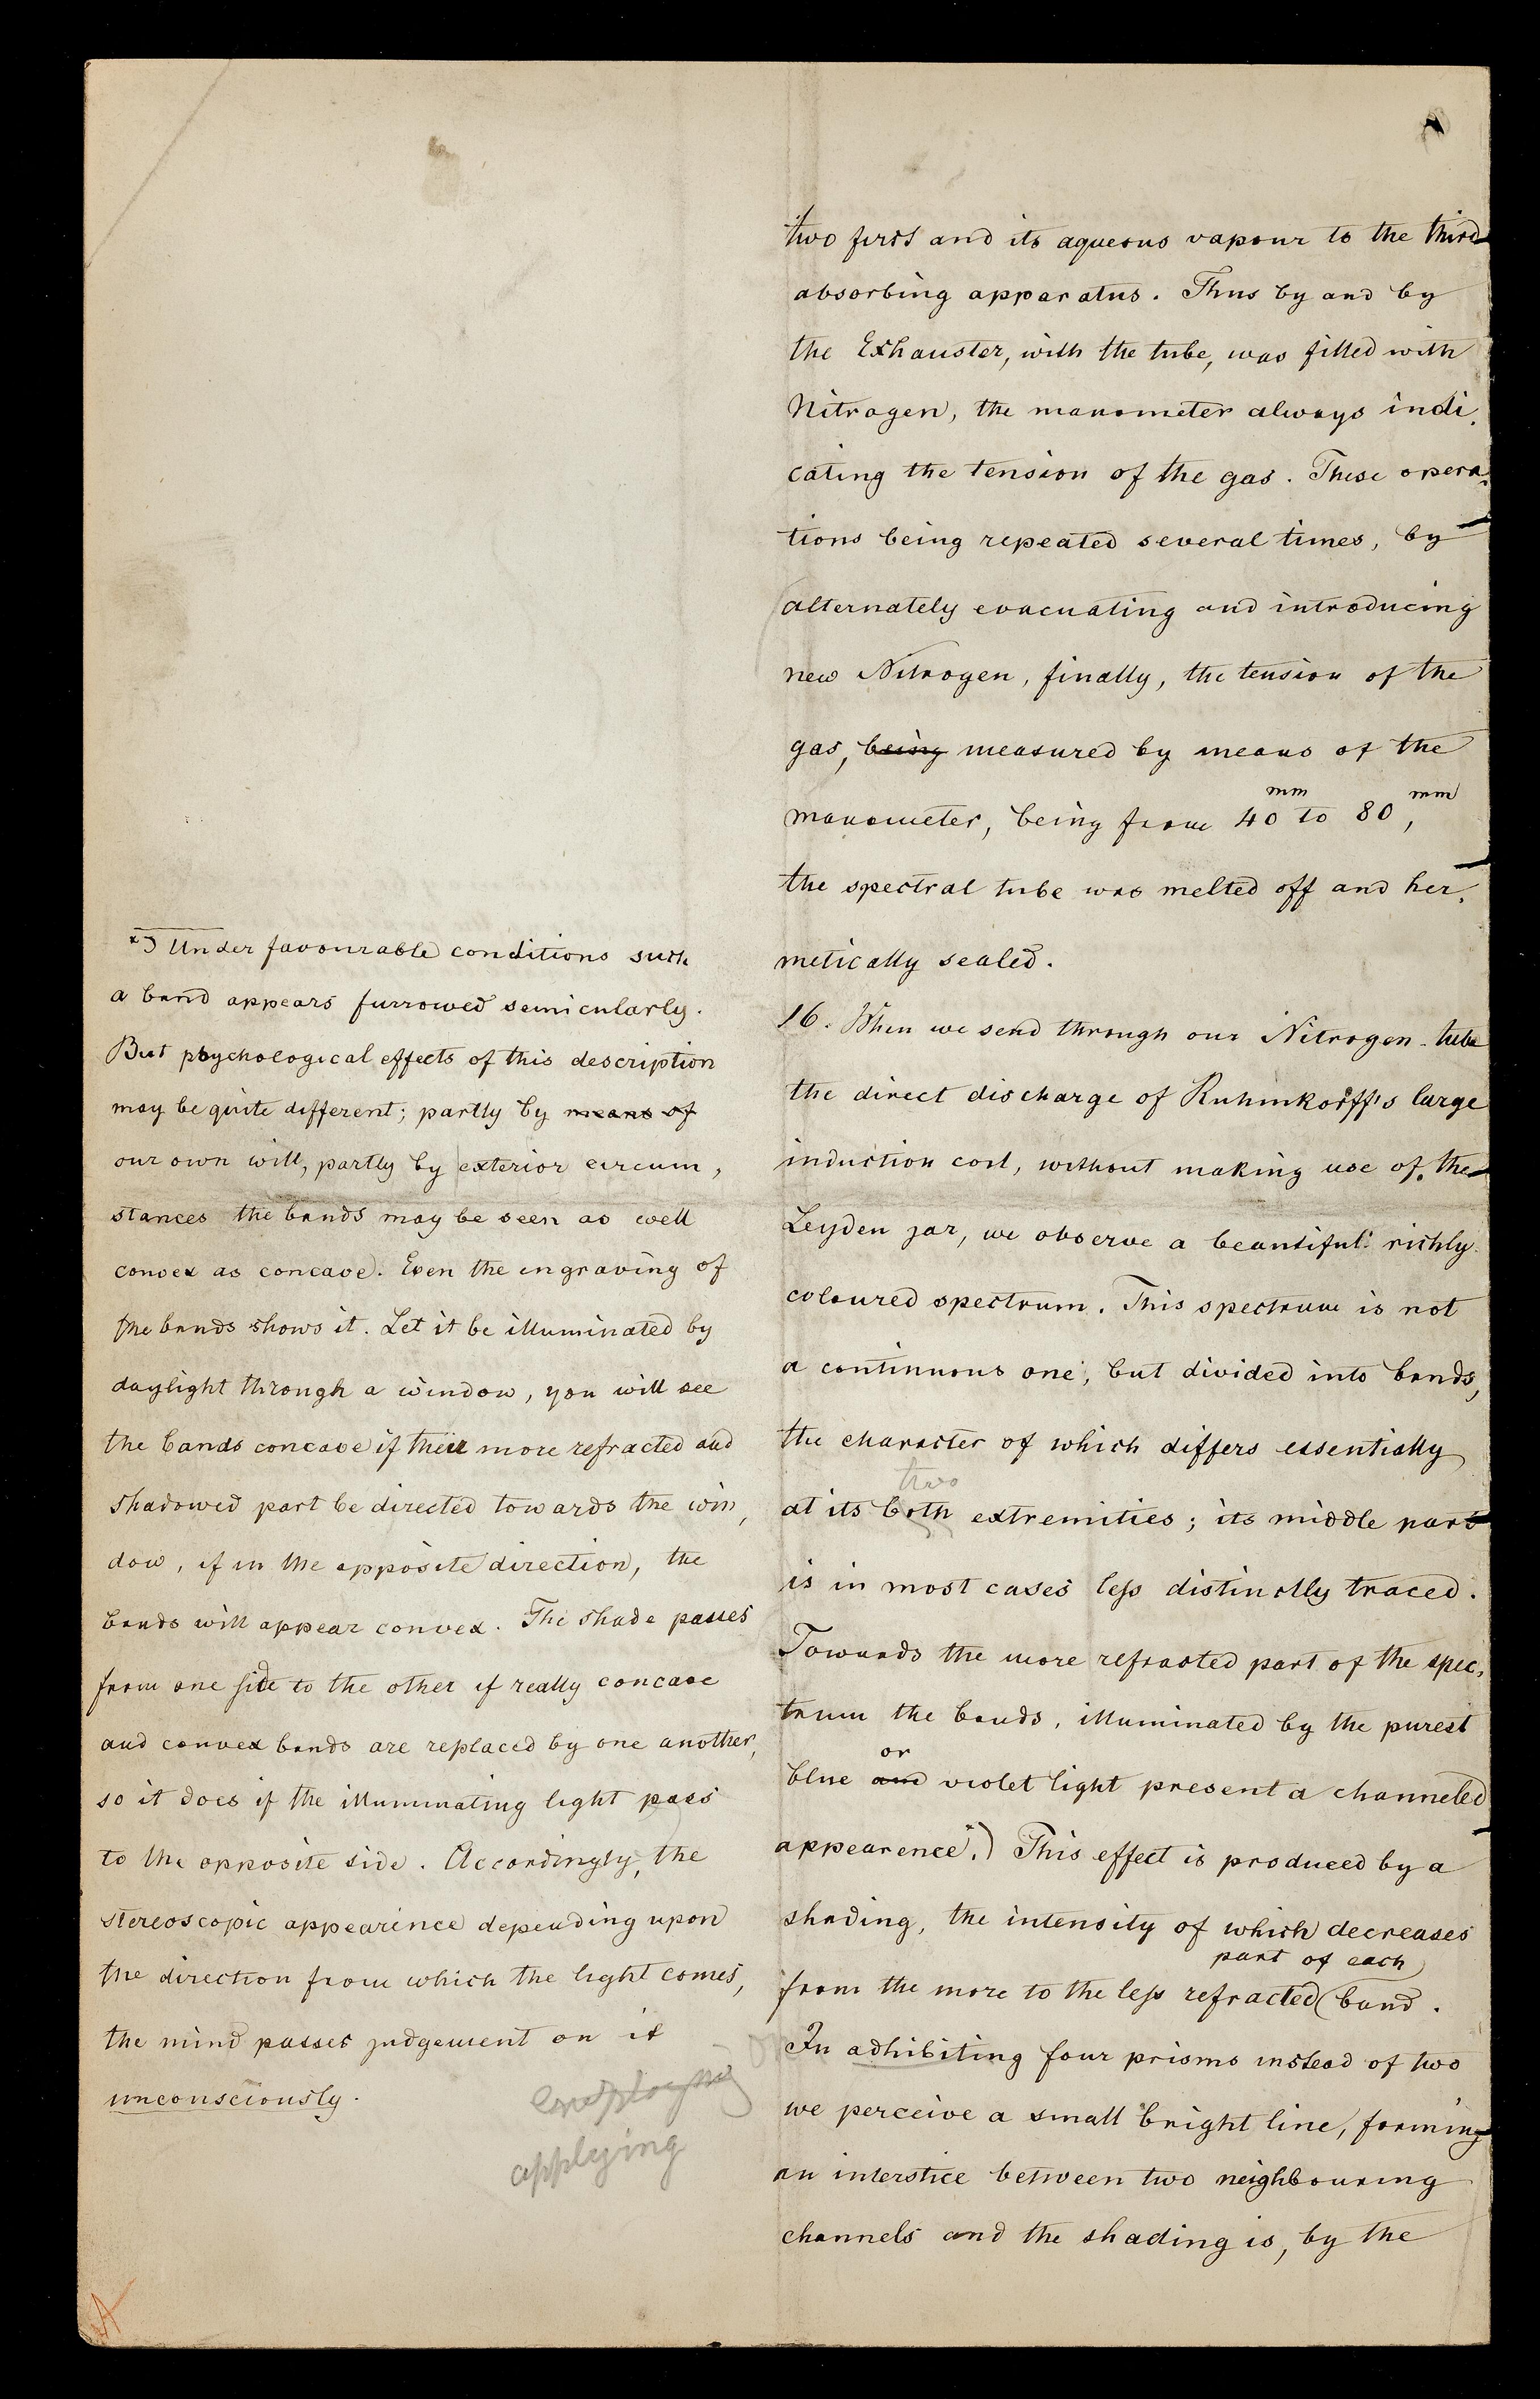 two first and its aqueous vapour to the third
absorbing apparatus. Thus by and by
the Exhauster, with the tube, was filled with
Nitrogen, the manometer always indi,
cating the tension of the gas. These opera,
tions being repeated several times, by
alternately evacuating and introducing
new Nitrogen, finally, the tension of the
gas, being measured by means of the
mm mm
manometer, being from 40 to 80,
the spectral tube was melted off and her,
metically sealed.
16. When we send through our Nitrogen-tube
the direct discharge of Ruhmkorff's large
induction coil, without making use of the
Leyden jar, we observe a beautiful richly
coloured spectrum. This spectrum is not
a continuous one, but divided into bands,
the character of which differs essentially
two
at its both extremities; its middle part
is in most cases less distinctly traced.
Towards the more refracted part of the spec,
trum the bands, illuminated by the purest
or
blue and violet light present a channeled
appearence.*) This effect is produced by a
shading, the intensity of which decreases
part of each
from the more to the less refracted band.
In adhibiting four prisms instead of two
we perceive a small bright line, forming
an interstice between two neighbouring
channels and the shading is, by the
*) Under favourable conditions such
a band appears furrowed semicularly.
But psychological effects of this description
may be quite different; partly by means of
our own will, partly by exterior circum,
stances the bands may be seen as well
convex as concave. Even the engraving of
the bands shows it. Let it be illuminated by
daylight through a window, you will see
the bands concave if their more refracted and
shadowed part be directed towards the win,
dow, if in the opposite direction, the
bands will appear convex. The shade passes
from one side to the other if really concave
and convex bands are replaced by one another,
so it does if the illuminating light pass
to the opposite side. Accordingly, the
stereoscopic appearince depending upon
the direction from which the light comes,
the mind passes judgement on it
unconsciously.
employing
applying